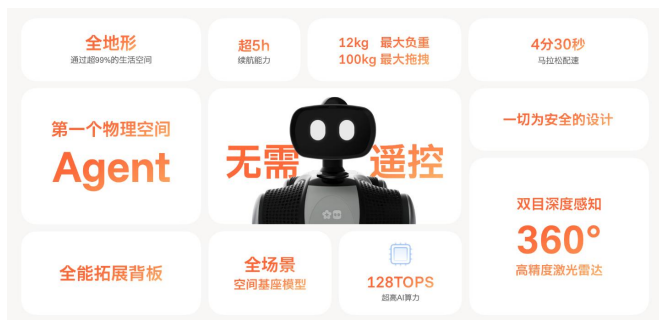 全地形
通过超99%的生活空间
超5h
续航能力
12kg 最大负重
100kg 最大拖拽
4分30秒
马拉松配速
第一个物理空间
Agent
无需 遥控
一切为安全的设计
双目深度感知
360°
高精度激光雷达
全能拓展背板
全场景
空间基座模型
128TOPS
超高AI算力